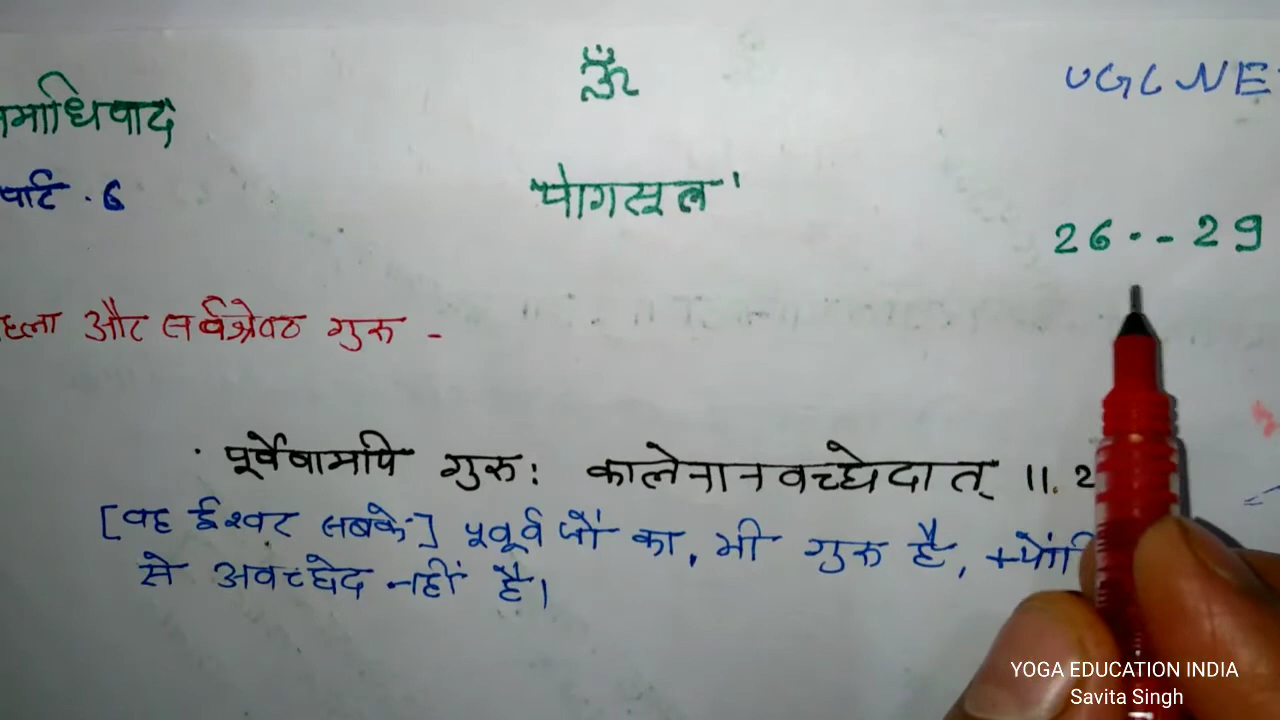 ॐ
UGC NE
माधिपाद
पार्ट . 6
'योगसूत्र'
26 -- 29
हला और सर्वश्रेष्ठ गुरु -
पूर्वेषामपि गुरुः कालेनानवच्छेदात् ॥. 2
[वह ईश्वर सबके] पूर्वजों का, भी गुरु है,
से अवच्छेद नहीं है।
YOGA EDUCATION INDIA
Savita Singh